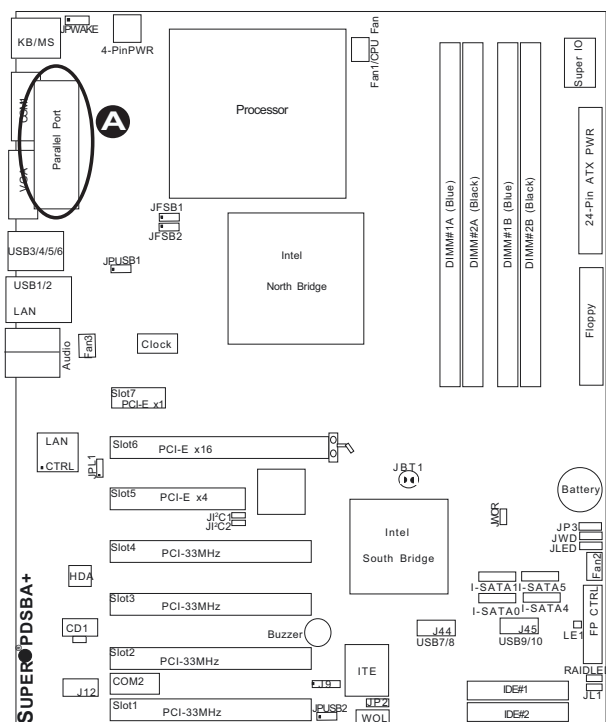 JPWAKE
KB/MS
4-PinPWR
Fan1/CPU Fan
Super IO
COM1
Parallel Port
A
Processor
VGA
24-Pin ATX PWR
DIMM#1A (Blue)
DIMM#2A (Black)
DIMM#1B (Blue)
DIMM#2B (Black)
JFSB1
JFSB2
USB3/4/5/6
JPUSB1
Intel
North Bridge
USB1/2
LAN
Floppy
Audio
Fan3
Clock
Slot7
PCI-E x1
LAN
CTRL
JPL1
Slot6
PCI-E x16
JBT1
Slot5
PCI-E x4
Battery
JI²C1
JI²C2
JWOR
Intel
South Bridge
JP3
JWD
JLED
Slot4
PCI-33MHz
Fan2
HDA
I-SATA1
I-SATA5
I-SATA0
I-SATA4
FP CTRL
Slot3
PCI-33MHz
CD1
Buzzer
J44
USB7/8
J45
USB9/10
LE1
SUPER®PDSBA+
Slot2
PCI-33MHz
ITE
RAIDLED
J12
COM2
J9
JP2
IDE#1
JL1
Slot1
PCI-33MHz
JPUSB2
WOL
IDE#2